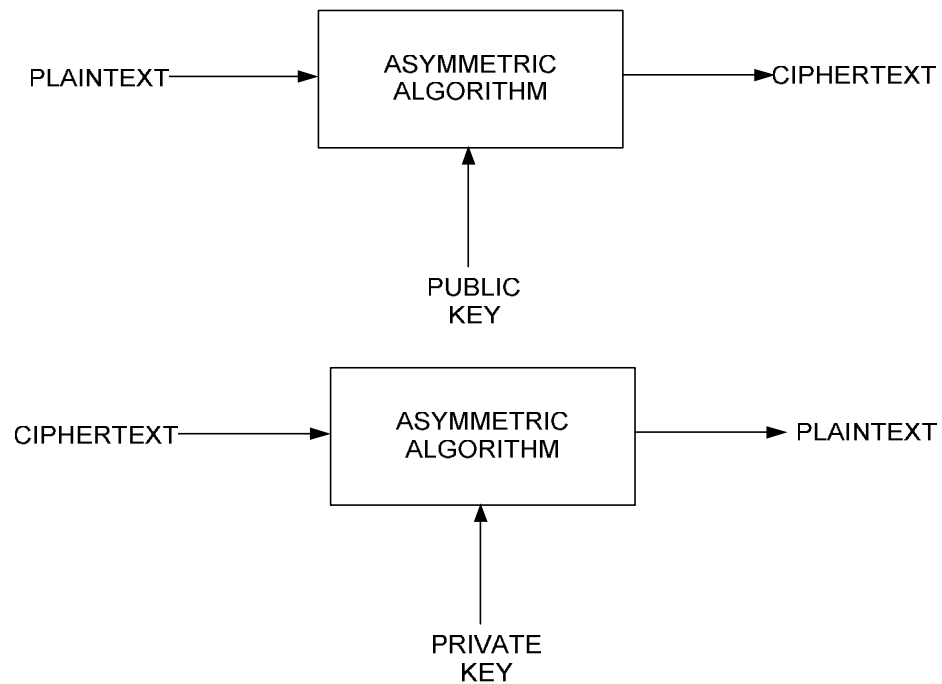 PLAINTEXT
ASYMMETRIC
ALGORITHM
CIPHERTEXT
PUBLIC
KEY
CIPHERTEXT
ASYMMETRIC
ALGORITHM
PLAINTEXT
PRIVATE
KEY